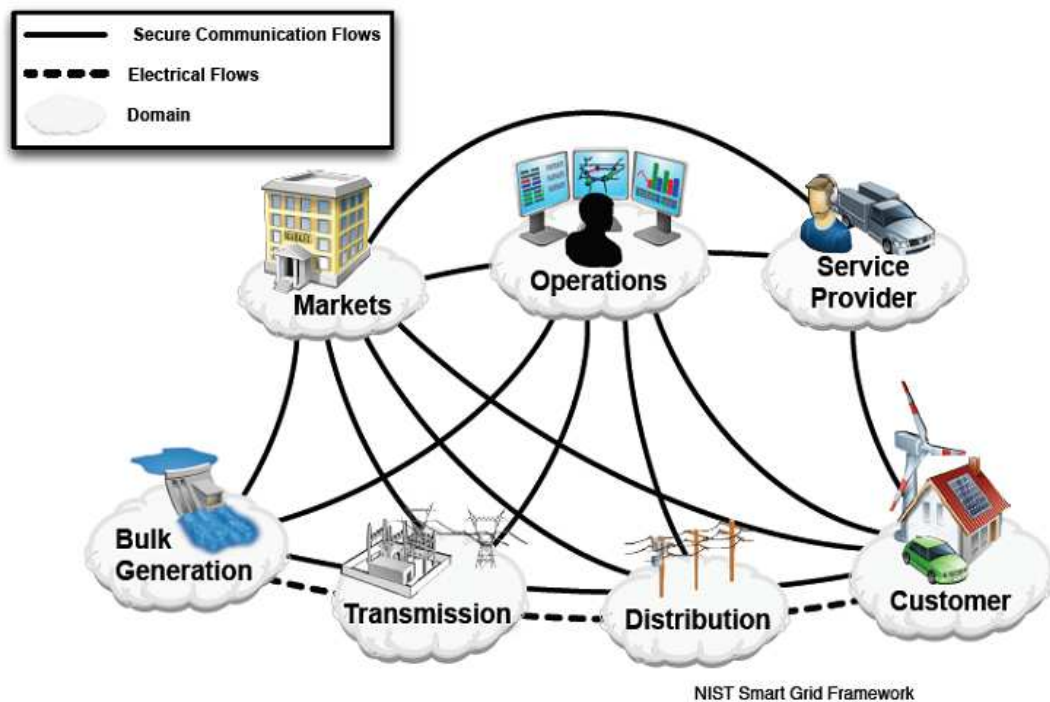 Secure Communication Flows
Electrical Flows
Domain
MARKET
Markets
Operations
Service
Provider
Bulk
Generation
Transmission
Distribution
Customer
NIST Smart Grid Framework